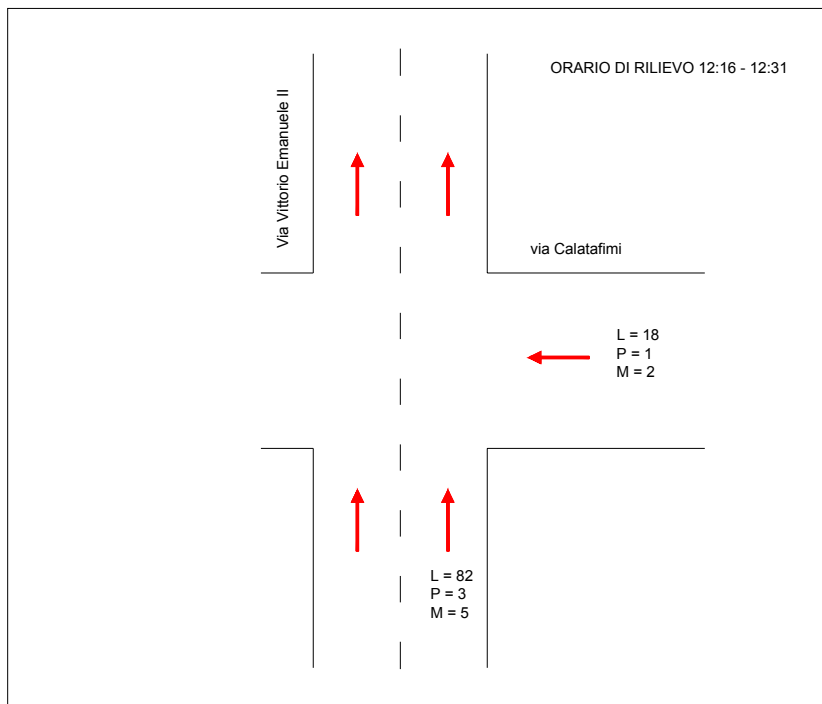 ORARIO DI RILIEVO 12:16 - 12:31
Via Vittorio Emanuele II
via Calatafimi
L = 18
P = 1
M = 2
L = 82
P = 3
M = 5